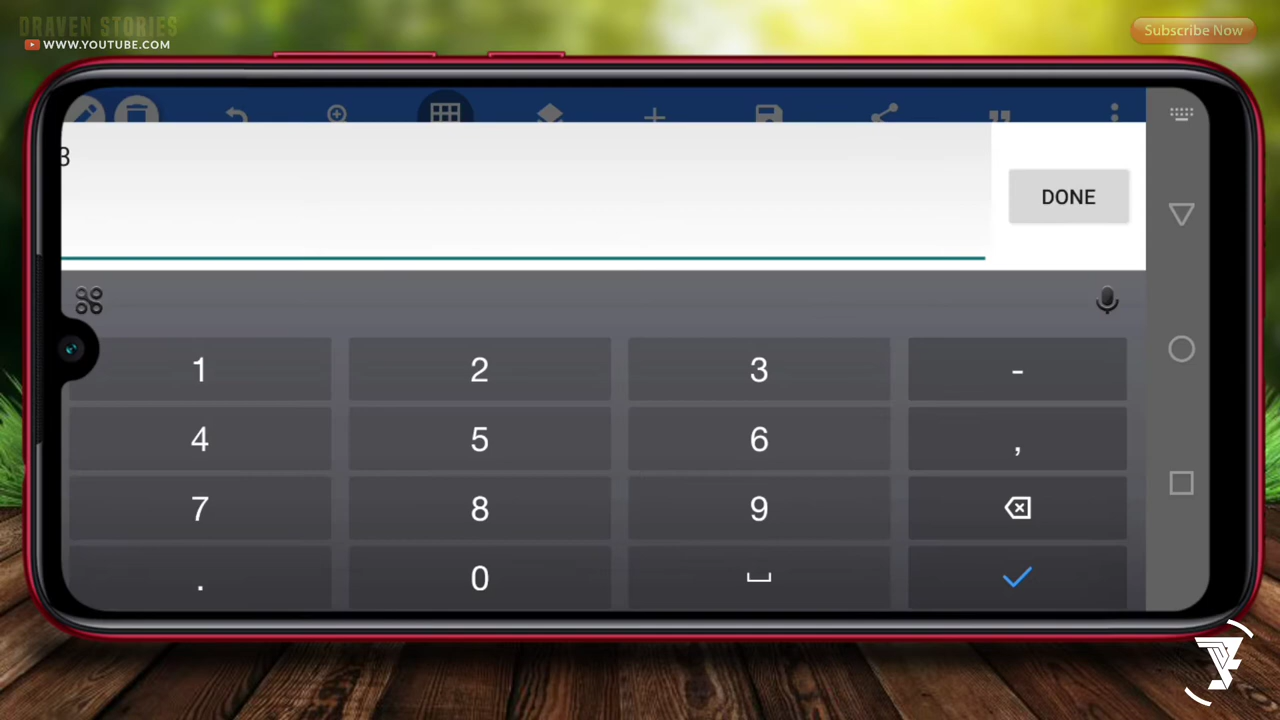 DRAVEN STORIES
WWW.YOUTUBE.COM
Subscribe Now
3
DONE
1 2 3 -
4 5 6 ,
7 8 9
. 0